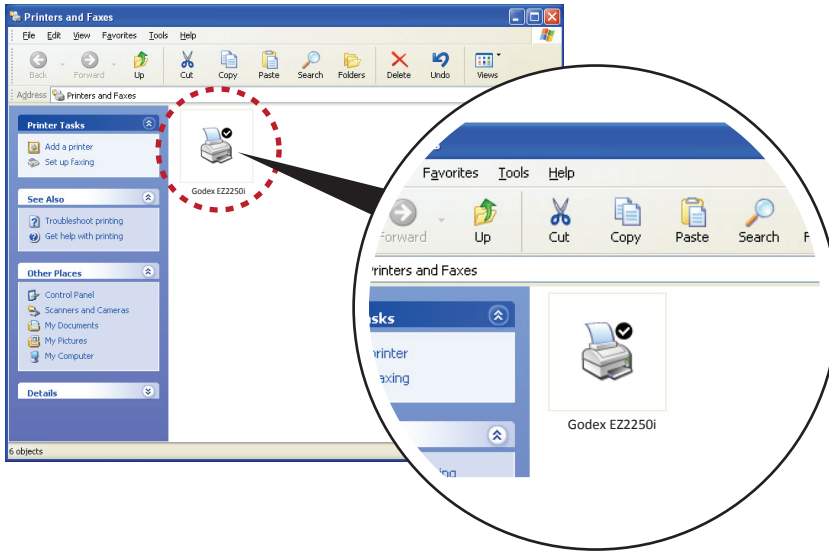 Printers and Faxes
File Edit View Favorites Tools Help
Back Forward Up Cut Copy Paste Search Folders Delete Undo Views
Address Printers and Faxes
Printer Tasks
Add a printer
Set up faxing
See Also
Troubleshoot printing
Get help with printing
Other Places
Control Panel
Scanners and Cameras
My Documents
My Pictures
My Computer
Details
Godex EZ2250i
6 objects
Favorites Tools Help
Forward Up Cut Copy Paste Search F
Printers and Faxes
asks
printer
axing
ing
Godex EZ2250i